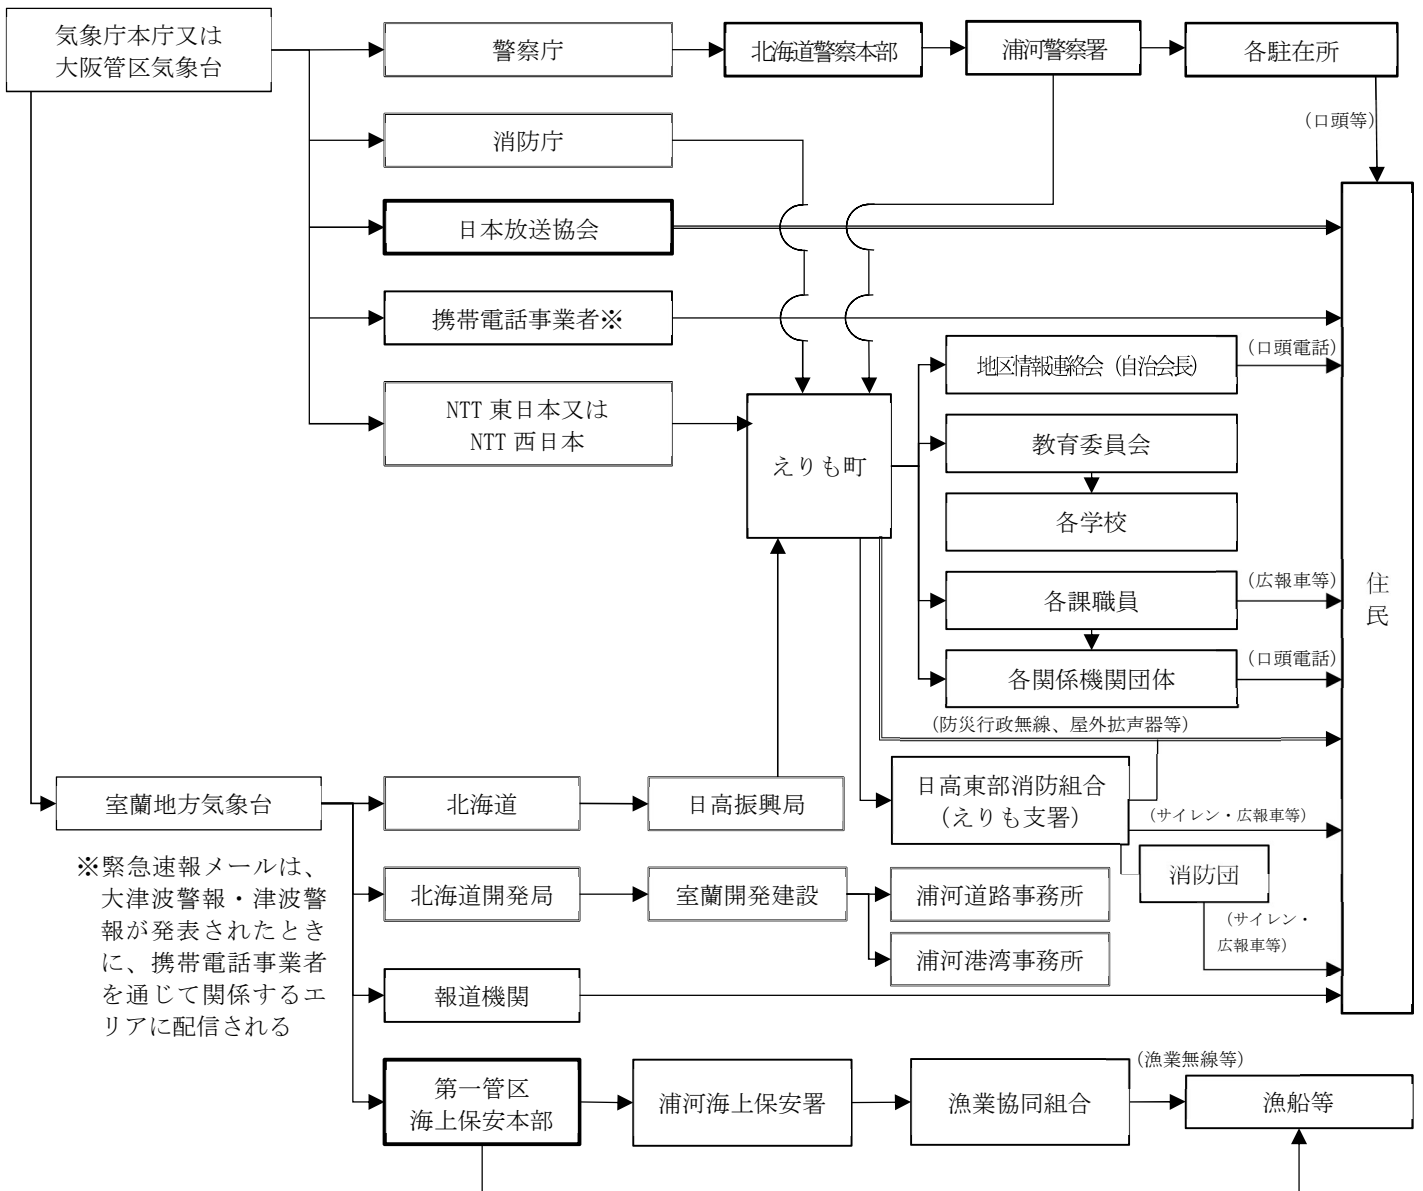 気象庁本庁又は
大阪管区気象台
警察庁
北海道警察本部
浦河警察署
各駐在所
(口頭等)
消防庁
日本放送協会
携帯電話事業者※
NTT 東日本又は
NTT 西日本
えりも町
地区情報連絡会(自治会長)
(口頭電話)
教育委員会
各学校
各課職員
(広報車等)
各関係機関団体
(口頭電話)
(防災行政無線、屋外拡声器等)
住
民
室蘭地方気象台
北海道
日高振興局
日高東部消防組合
(えりも支署)
(サイレン・広報車等)
消防団
(サイレン・
広報車等)
※緊急速報メールは、
大津波警報・津波警
報が発表されたとき
に、携帯電話事業者
を通じて関係するエ
リアに配信される
北海道開発局
室蘭開発建設
浦河道路事務所
浦河港湾事務所
報道機関
第一管区
海上保安本部
浦河海上保安署
漁業協同組合
(漁業無線等)
漁船等